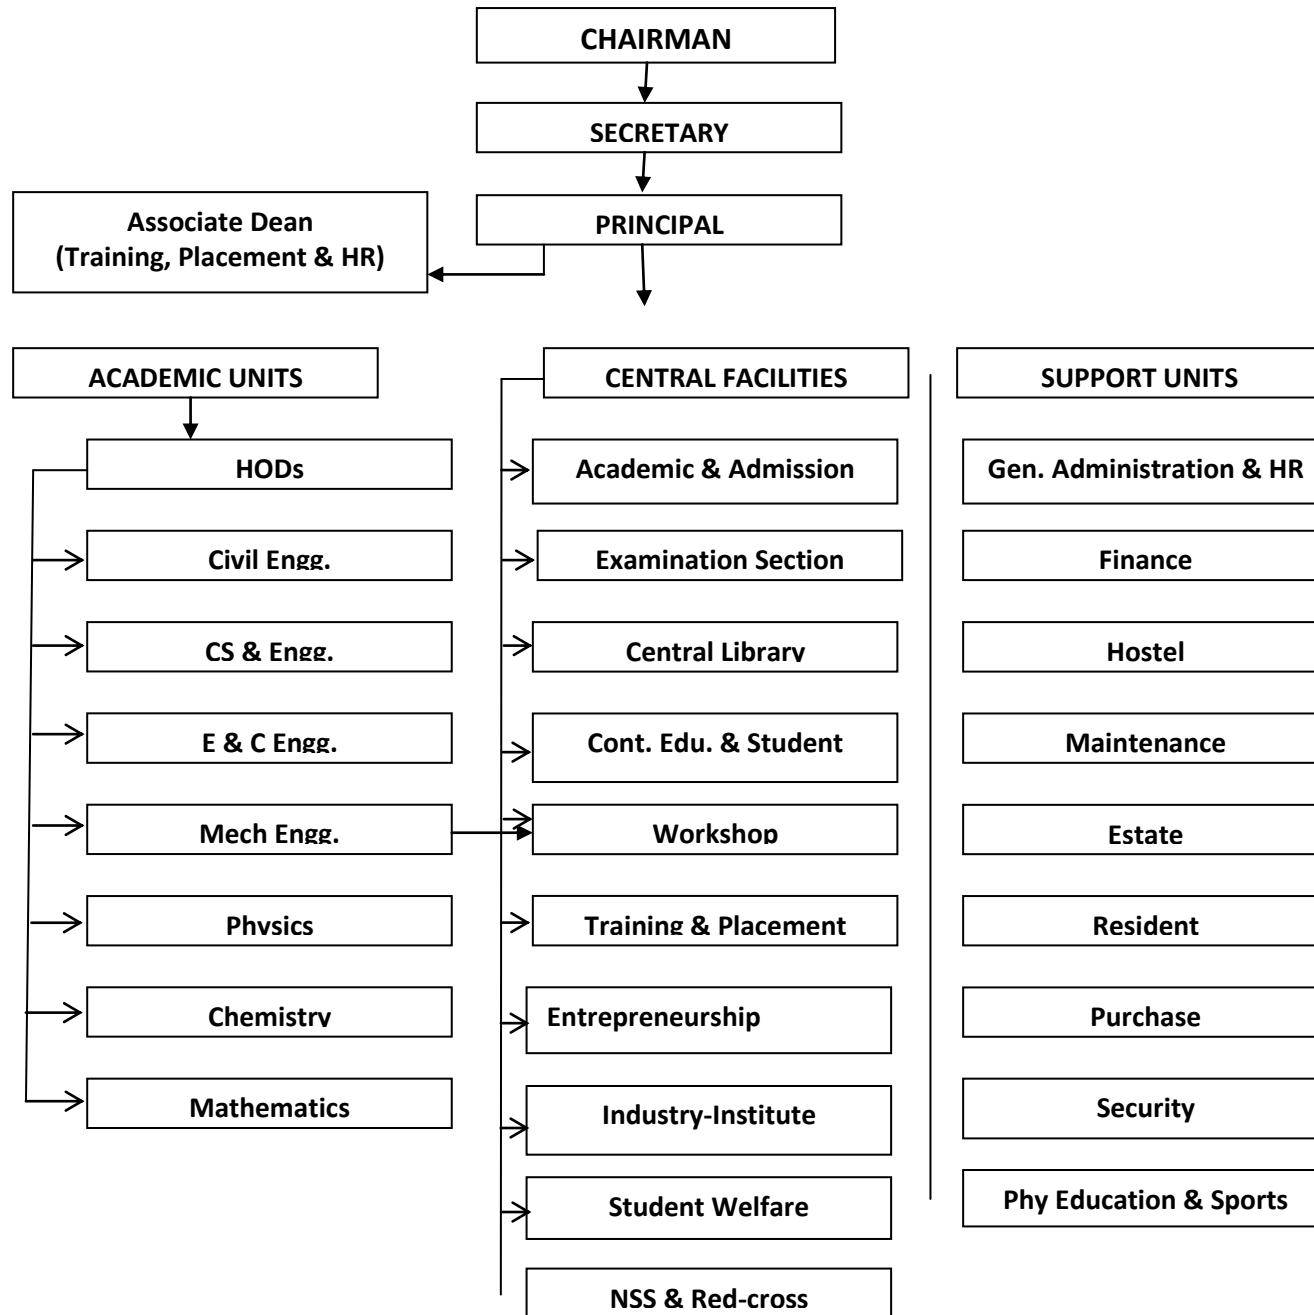 CHAIRMAN
SECRETARY
PRINCIPAL
Associate Dean
(Training, Placement & HR)
ACADEMIC UNITS
HODs
Civil Engg.
CS & Engg.
E & C Engg.
Mech Engg.
Physics
Chemistry
Mathematics
CENTRAL FACILITIES
Academic & Admission
Examination Section
Central Library
Cont. Edu. & Student
Workshop
Training & Placement
Entrepreneurship
Industry-Institute
Student Welfare
NSS & Red-cross
SUPPORT UNITS
Gen. Administration & HR
Finance
Hostel
Maintenance
Estate
Resident
Purchase
Security
Phy Education & Sports